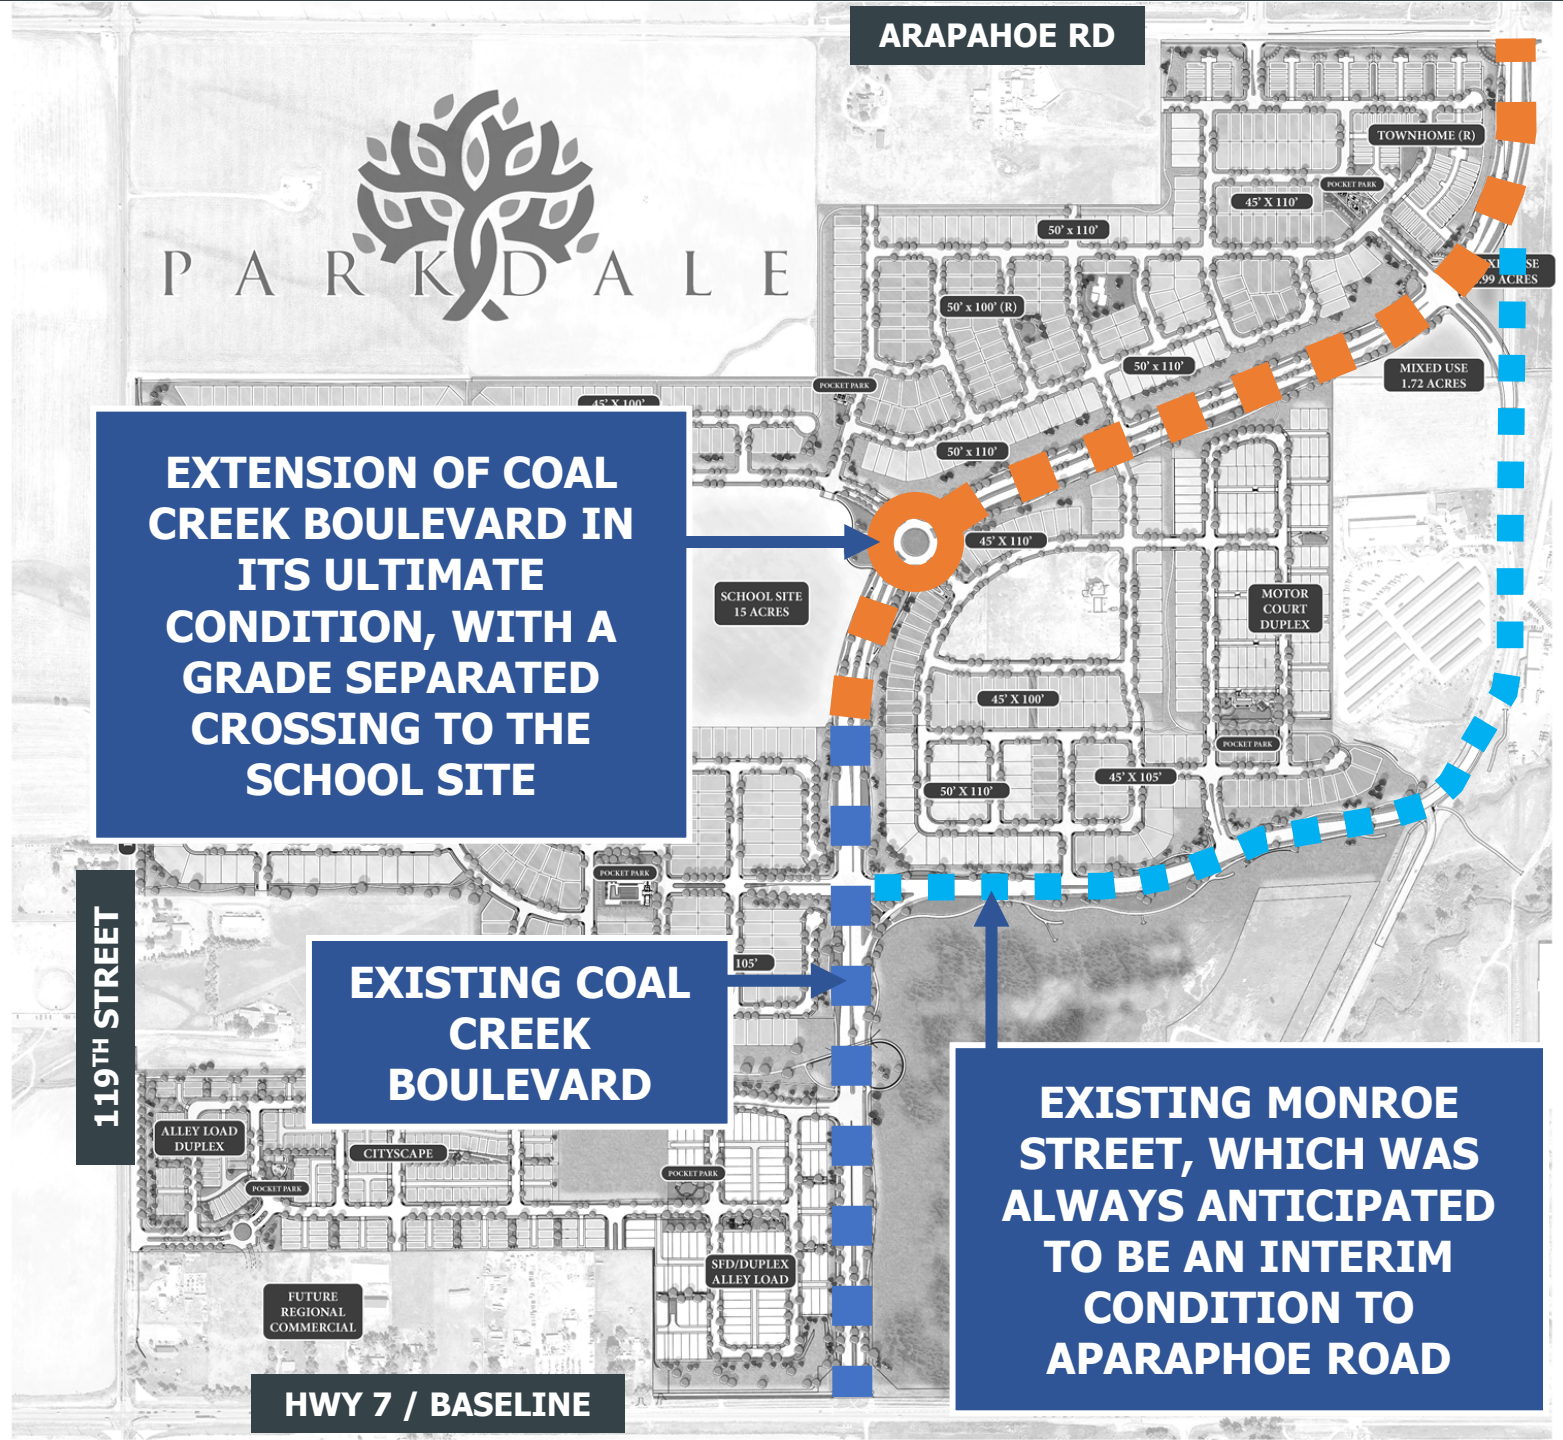 ARAPAHOE RD
TOWNHOME (R)
POCKET PARK
45' X 110'
50' x 110'
PARKDALE
SE
.99 ACRES
50' x 100' (R)
50' x 110'
MIXED USE
1.72 ACRES
POCKET PARK
45' X 100'
50' x 110'
EXTENSION OF COAL
CREEK BOULEVARD IN
ITS ULTIMATE
CONDITION, WITH A
GRADE SEPARATED
CROSSING TO THE
SCHOOL SITE
45' X 110'
SCHOOL SITE
15 ACRES
MOTOR
COURT
DUPLEX
45' X 100'
POCKET PARK
45' X 105'
50' X 110'
POCKET PARK
119TH STREET
105'
EXISTING COAL
CREEK
BOULEVARD
EXISTING MONROE
STREET, WHICH WAS
ALWAYS ANTICIPATED
TO BE AN INTERIM
CONDITION TO
APARAPHOE ROAD
ALLEY LOAD
DUPLEX
CITYSCAPE
POCKET PARK
POCKET PARK
SFD/DUPLEX
ALLEY LOAD
FUTURE
REGIONAL
COMMERCIAL
HWY 7 / BASELINE